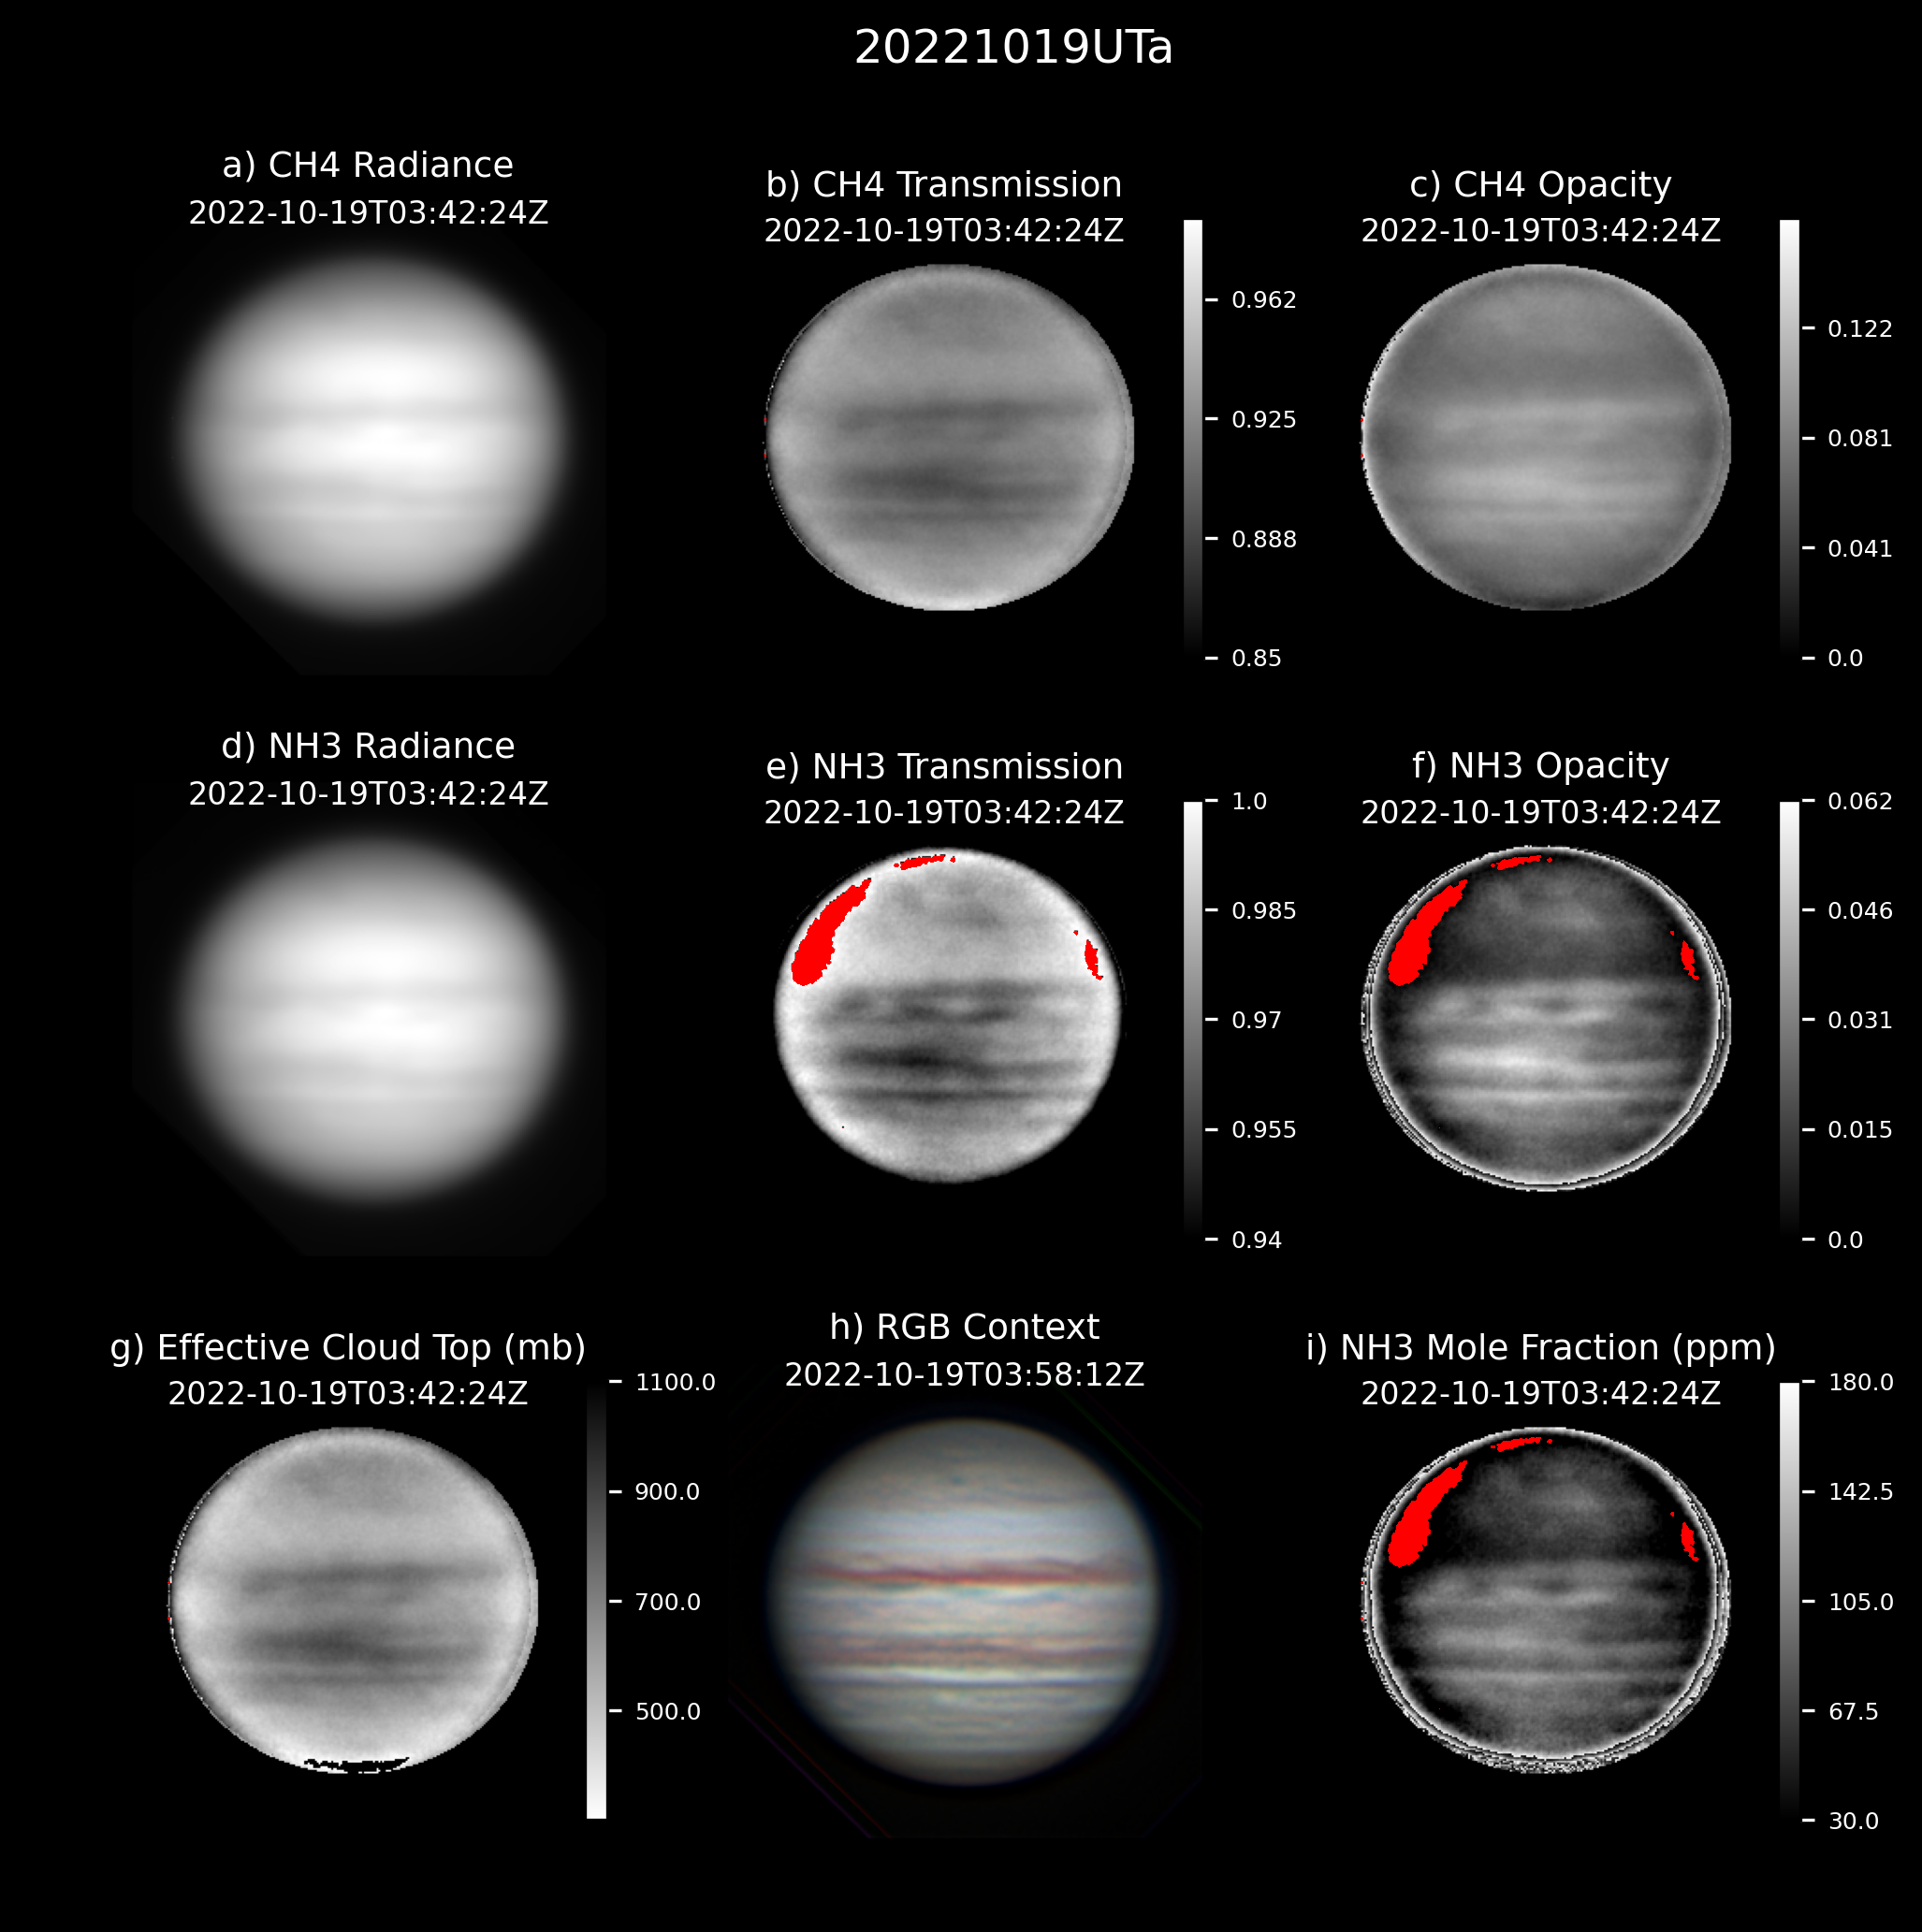 20221019UTa
a) CH4 Radiance
2022-10-19T03:42:24Z
b) CH4 Transmission
2022-10-19T03:42:24Z
0.962
0.925
0.888
0.85
c) CH4 Opacity
2022-10-19T03:42:24Z
0.122
0.081
0.041
0.0
d) NH3 Radiance
2022-10-19T03:42:24Z
e) NH3 Transmission
2022-10-19T03:42:24Z
1.0
0.985
0.97
0.955
0.94
f) NH3 Opacity
2022-10-19T03:42:24Z
0.062
0.046
0.031
0.015
0.0
g) Effective Cloud Top (mb)
2022-10-19T03:42:24Z
1100.0
900.0
700.0
500.0
h) RGB Context
2022-10-19T03:58:12Z
i) NH3 Mole Fraction (ppm)
2022-10-19T03:42:24Z
180.0
142.5
105.0
67.5
30.0